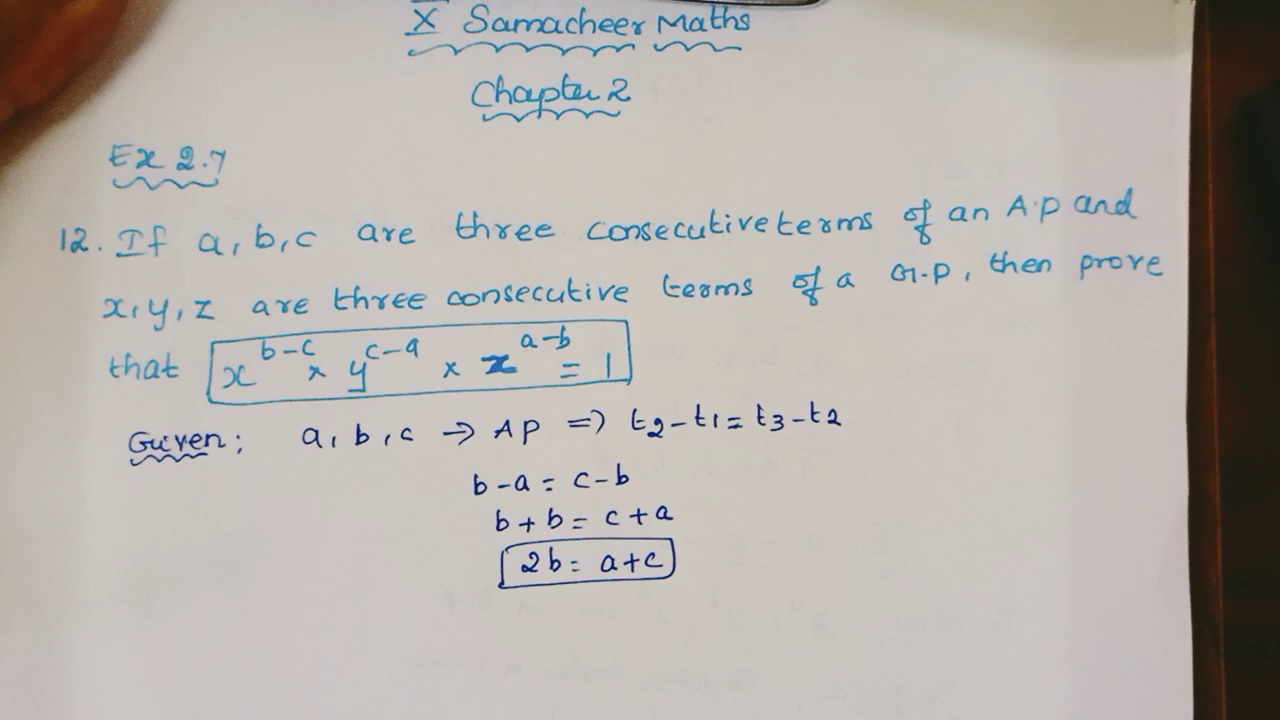 X Samacheer Maths
Chapter 2
Ex 2.7
12. If a, b, c are three consecutive terms of an A.P and
x, y, z are three consecutive terms of a G.P, then prove
that x^{b-c} × y^{c-a} × z^{a-b} = 1
Given: a, b, c → AP ⇒ t₂-t₁ = t₃-t₂
b-a = c-b
b+b = c+a
2b = a+c